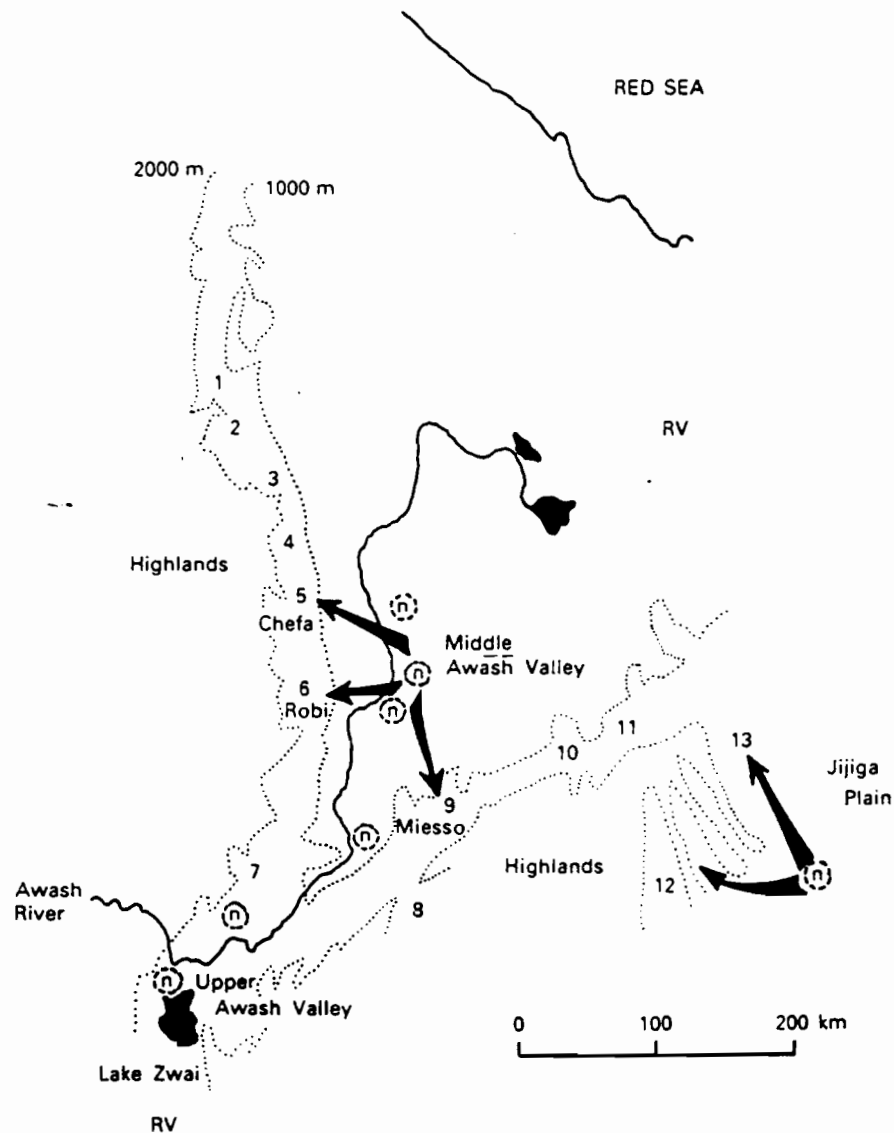 RED SEA
2000 m
1000 m
1
2
RV
3
4
Highlands
5
Chefa
n
Middle
Awash Valley
n
6
Robi
n
11
10
13
Jijiga
Plain
9
Miesso
n
Highlands
7
12
n
Awash
River
8
n
n
Upper
Awash Valley
0 100 200 km
Lake Zwai
RV